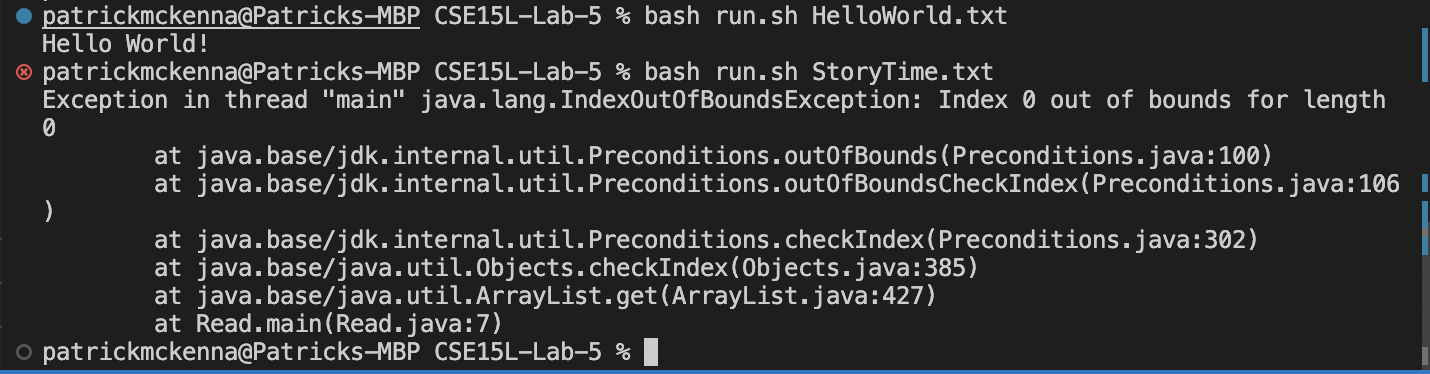 patrickmckenna@Patricks-MBP CSE15L-Lab-5 % bash run.sh HelloWorld.txt
Hello World!
patrickmckenna@Patricks-MBP CSE15L-Lab-5 % bash run.sh StoryTime.txt
Exception in thread "main" java.lang.IndexOutOfBoundsException: Index 0 out of bounds for length
0
        at java.base/jdk.internal.util.Preconditions.outOfBounds(Preconditions.java:100)
        at java.base/jdk.internal.util.Preconditions.outOfBoundsCheckIndex(Preconditions.java:106
)
        at java.base/jdk.internal.util.Preconditions.checkIndex(Preconditions.java:302)
        at java.base/java.util.Objects.checkIndex(Objects.java:385)
        at java.base/java.util.ArrayList.get(ArrayList.java:427)
        at Read.main(Read.java:7)
patrickmckenna@Patricks-MBP CSE15L-Lab-5 %